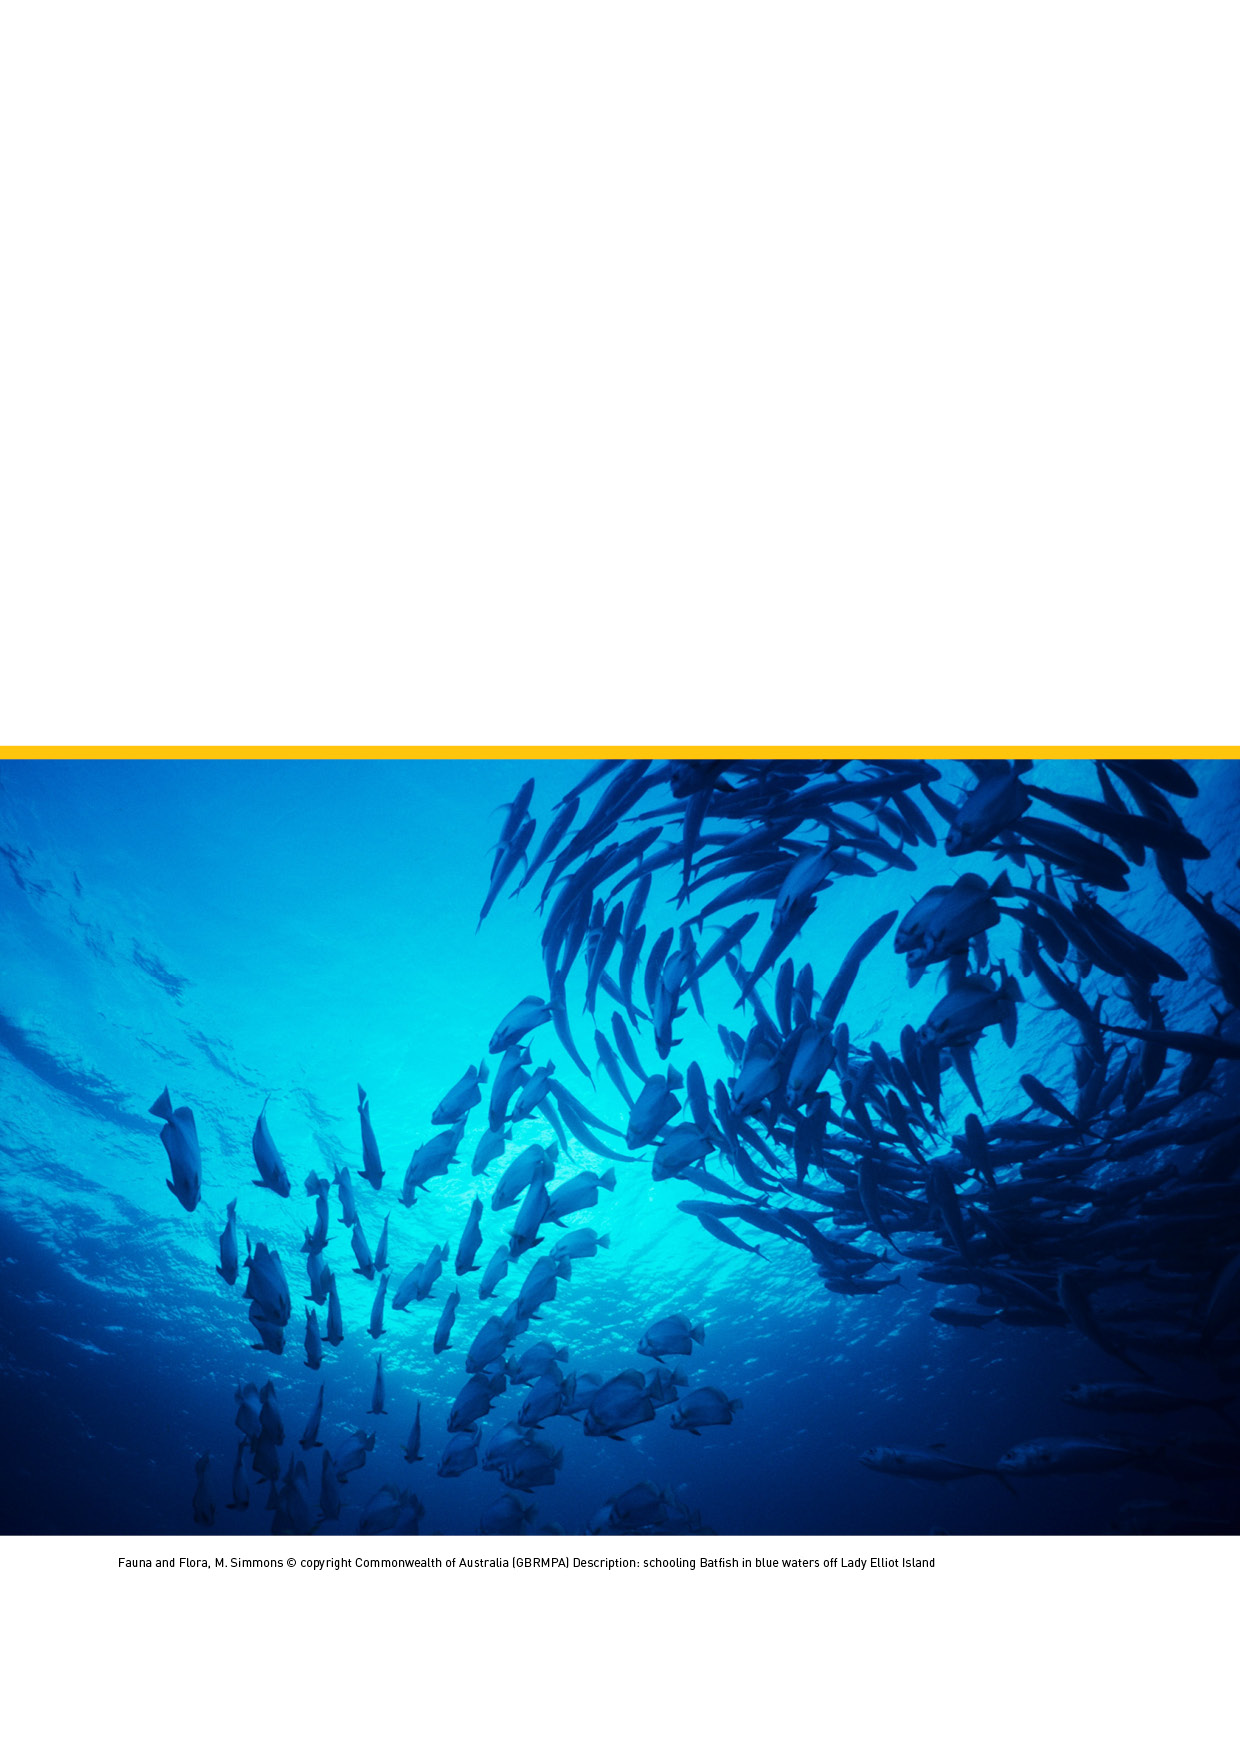 Fauna and Flora, M. Simmons © copyright Commonwealth of Australia (GBRMPA) Description: schooling Batfish in blue waters off Lady Elliot Island